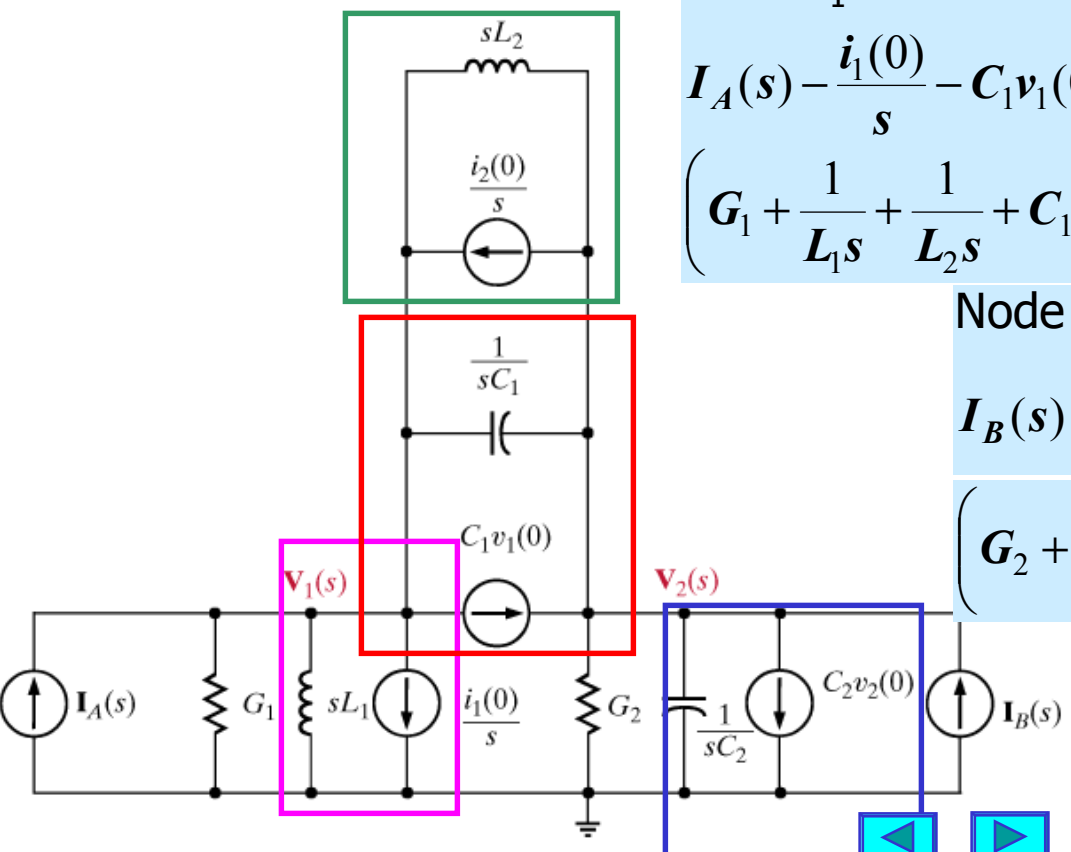 sL₂
i₂(0)
s
1
sC₁
C₁v₁(0)
V₁(s)
V₂(s)
I_A(s)
G₁
sL₁
i₁(0)
s
G₂
1
sC₂
C₂v₂(0)
I_B(s)
I_A(s) − i₁(0)/s − C₁v₁(
(G₁ + 1/L₁s + 1/L₂s + C₁
Node
I_B(s)
(G₂ +